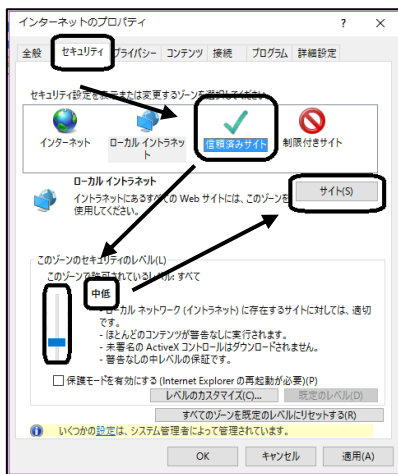 インターネットのプロパティ ? ×
全般 セキュリティ プライバシー コンテンツ 接続 プログラム 詳細設定
セキュリティ設定を表示または変更するゾーンを選択してください
インターネット
ローカル イントラネッ
ト
信頼済みサイト
制限付きサイト
ローカル イントラネット
イントラネットにあるすべての Web サイトには、このゾーンを
使用してください。
サイト(S)
このゾーンのセキュリティのレベル(L)
このゾーンで許可されているレベル: すべて
中低
- ローカル ネットワーク (イントラネット) に存在するサイトに対しては、適切
です。
- ほとんどのコンテンツが警告なしに実行されます。
- 未署名の ActiveX コントロールはダウンロードされません。
- 警告なしの中レベルの保証です。
保護モードを有効にする (Internet Explorer の再起動が必要)(P)
レベルのカスタマイズ(C)... 既定のレベル(D)
すべてのゾーンを既定のレベルにリセットする(R)
いくつかの設定は、システム管理者によって管理されています。
OK キャンセル 適用(A)